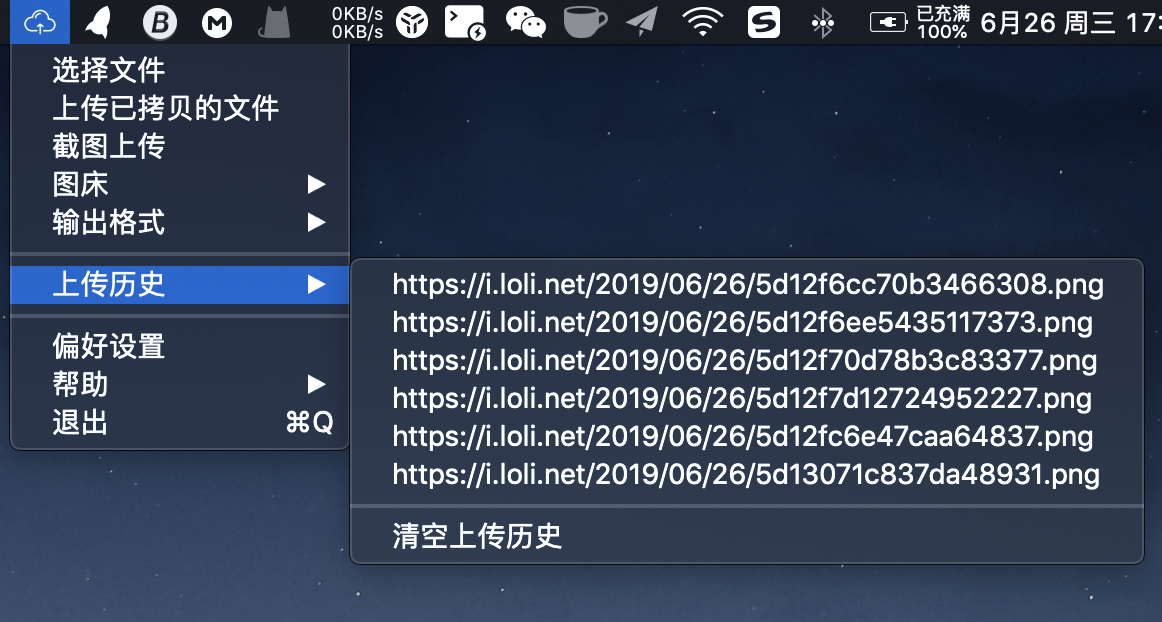 0KB/s
0KB/s
已充满
100%
6月26 周三 17:
选择文件
上传已拷贝的文件
截图上传
图床
输出格式
上传历史
偏好设置
帮助
退出 ⌘Q
https://i.loli.net/2019/06/26/5d12f6cc70b3466308.png
https://i.loli.net/2019/06/26/5d12f6ee5435117373.png
https://i.loli.net/2019/06/26/5d12f70d78b3c83377.png
https://i.loli.net/2019/06/26/5d12f7d12724952227.png
https://i.loli.net/2019/06/26/5d12fc6e47caa64837.png
https://i.loli.net/2019/06/26/5d13071c837da48931.png
清空上传历史